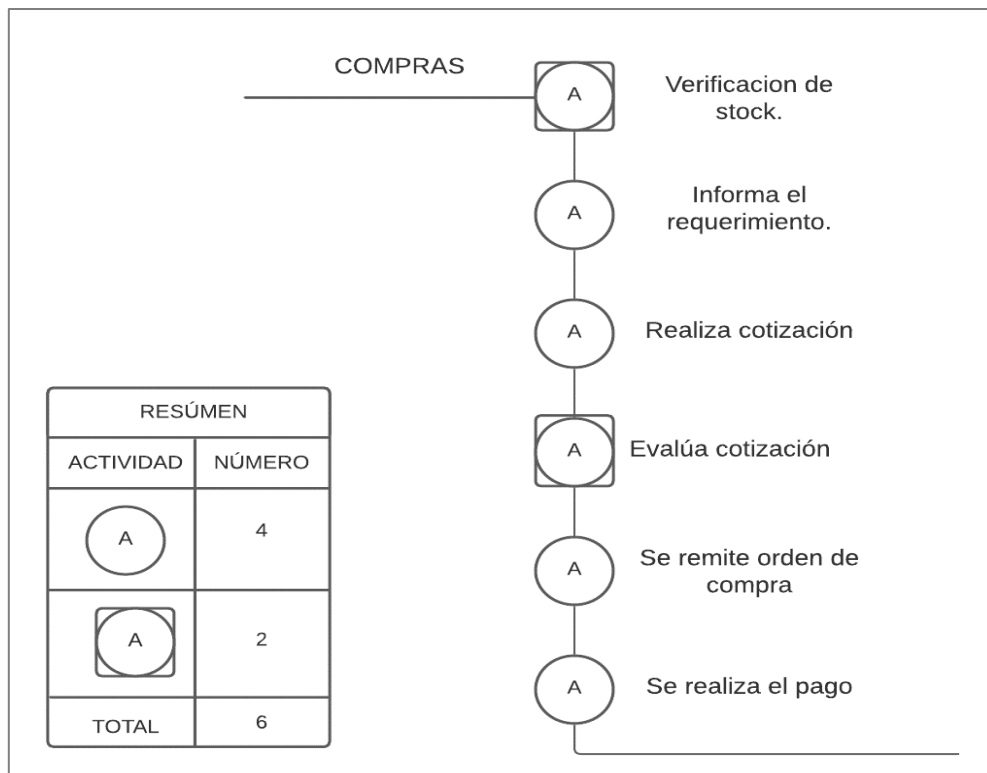 COMPRAS
A
Verificacion de
stock.
A
Informa el
requerimiento.
A
Realiza cotización
A
Evalúa cotización
A
Se remite orden de
compra
A
Se realiza el pago
RESÚMEN
ACTIVIDAD NÚMERO
A 4
A 2
TOTAL 6